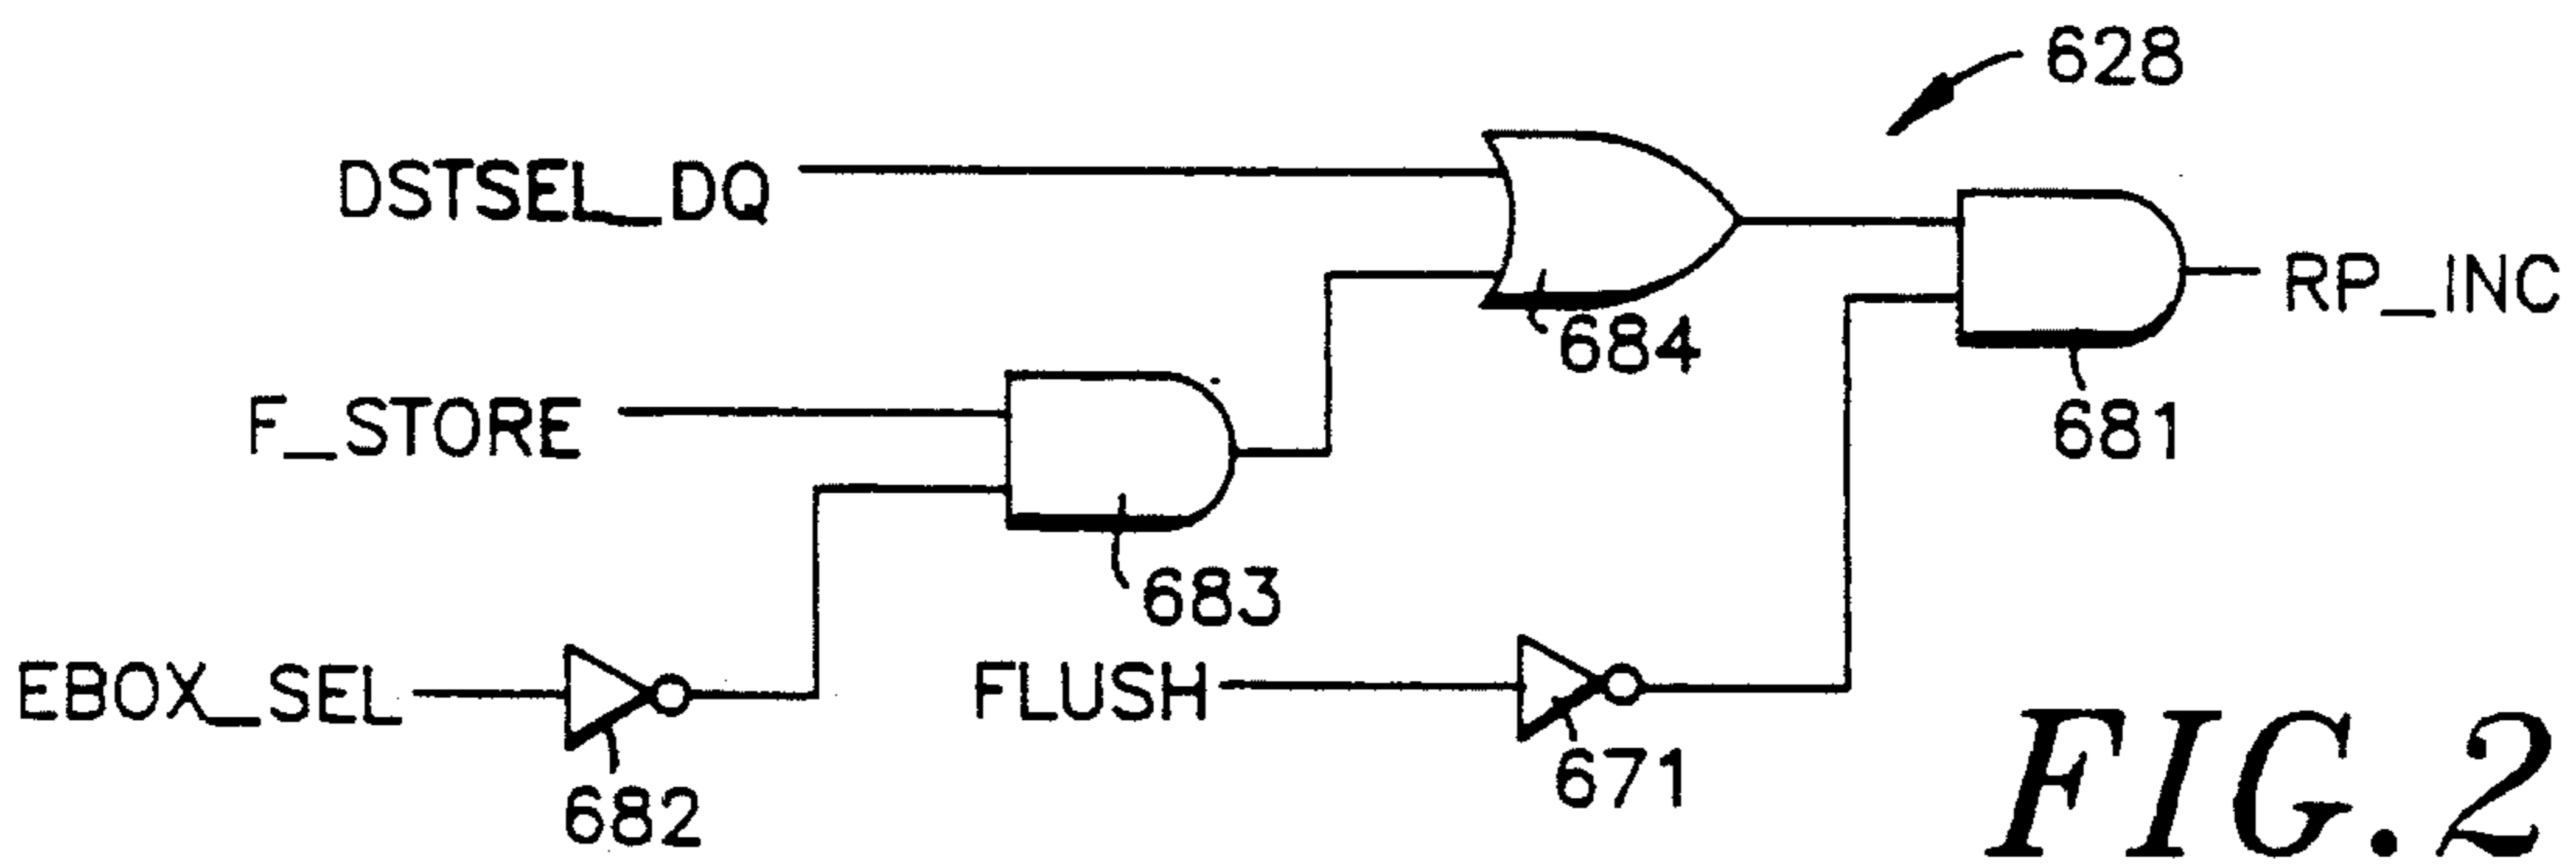 628
DSTSEL_DQ
RP_INC
684
F_STORE
681
683
EBOX_SEL
FLUSH
671
682
FIG.2